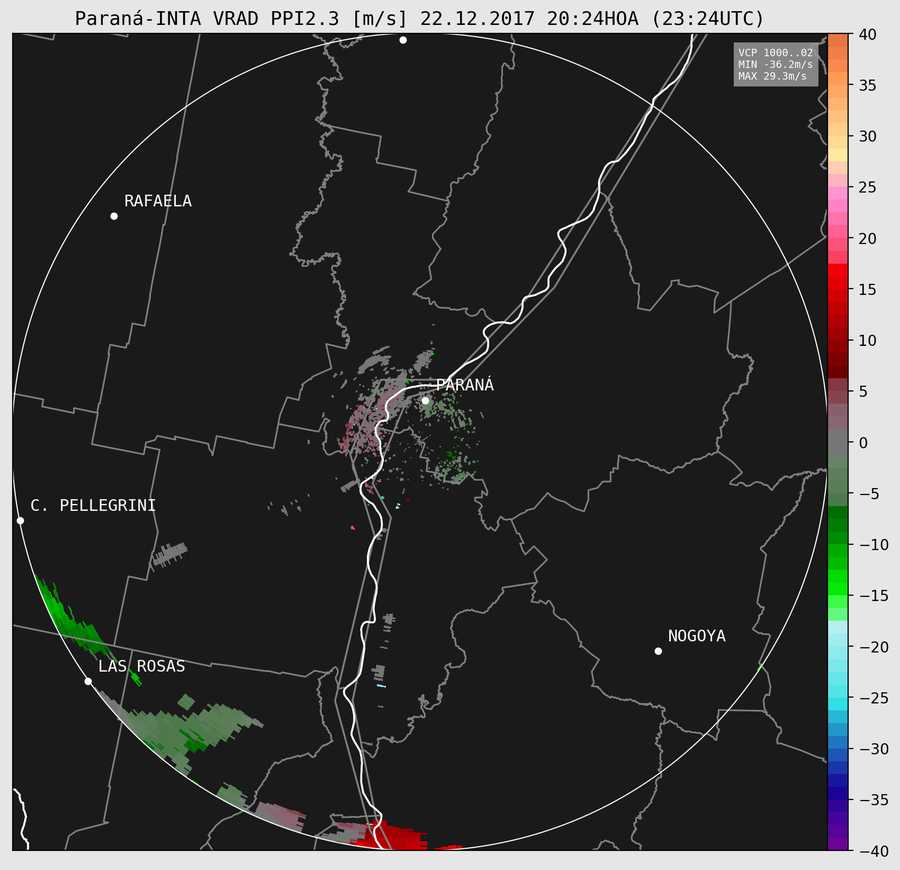 Paraná-INTA VRAD PPI2.3 [m/s] 22.12.2017 20:24HOA (23:24UTC)
VCP 1000..02
MIN -36.2m/s
MAX 29.3m/s
RAFAELA
PARANÁ
C. PELLEGRINI
NOGOYA
LAS ROSAS
40
35
30
25
20
15
10
5
0
−5
−10
−15
−20
−25
−30
−35
−40